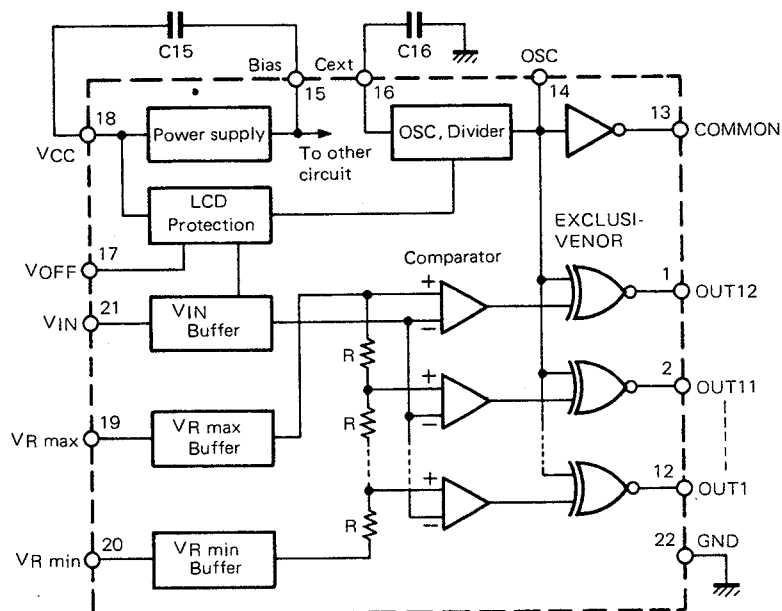 C15
C16
Bias
Cext
OSC
15
16
14
18
13
Power supply
OSC, Divider
COMMON
VCC
To other
circuit
LCD
Protection
EXCLUSI-
VENOR
17
VOFF
Comparator
+
1
OUT12
21
VIN
VIN
Buffer
−
R
+
2
OUT11
19
VR max
VR max
Buffer
R
−
+
12
OUT1
R
−
20
VR min
VR min
Buffer
22
GND